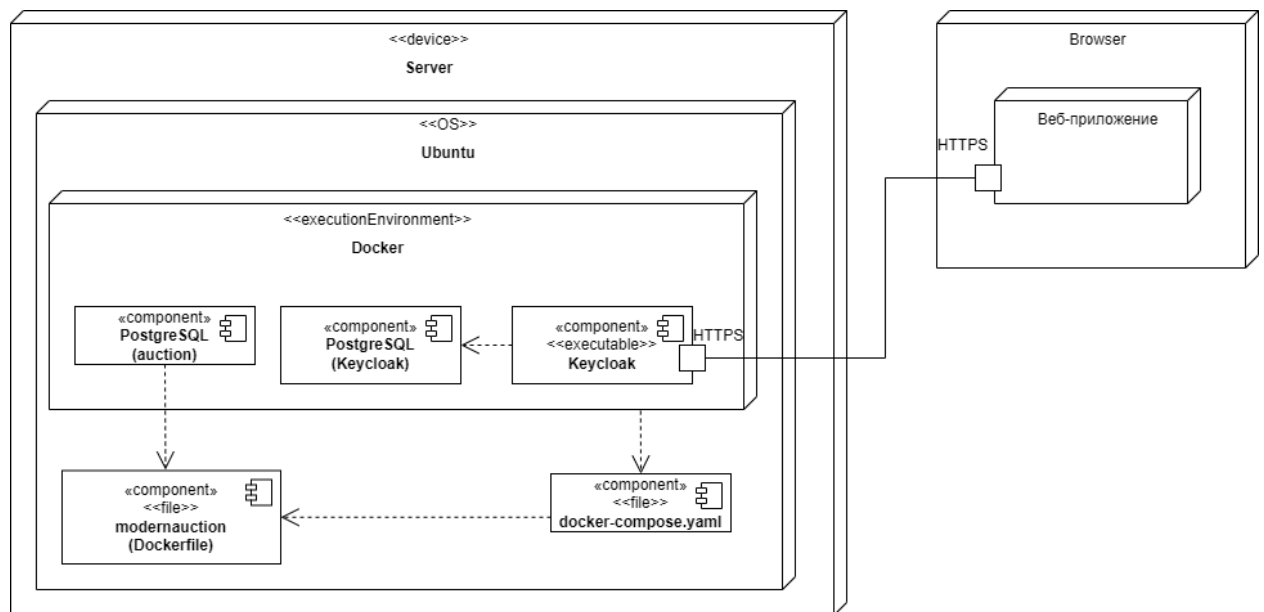 <<device>>
Server
<<OS>>
Ubuntu
<<executionEnvironment>>
Docker
«component»
PostgreSQL
(auction)
«component»
PostgreSQL
(Keycloak)
«component»
<<executable>>
Keycloak
HTTPS
«component»
<<file>>
modernauction
(Dockerfile)
«component»
<<file>>
docker-compose.yaml
Browser
Веб-приложение
HTTPS